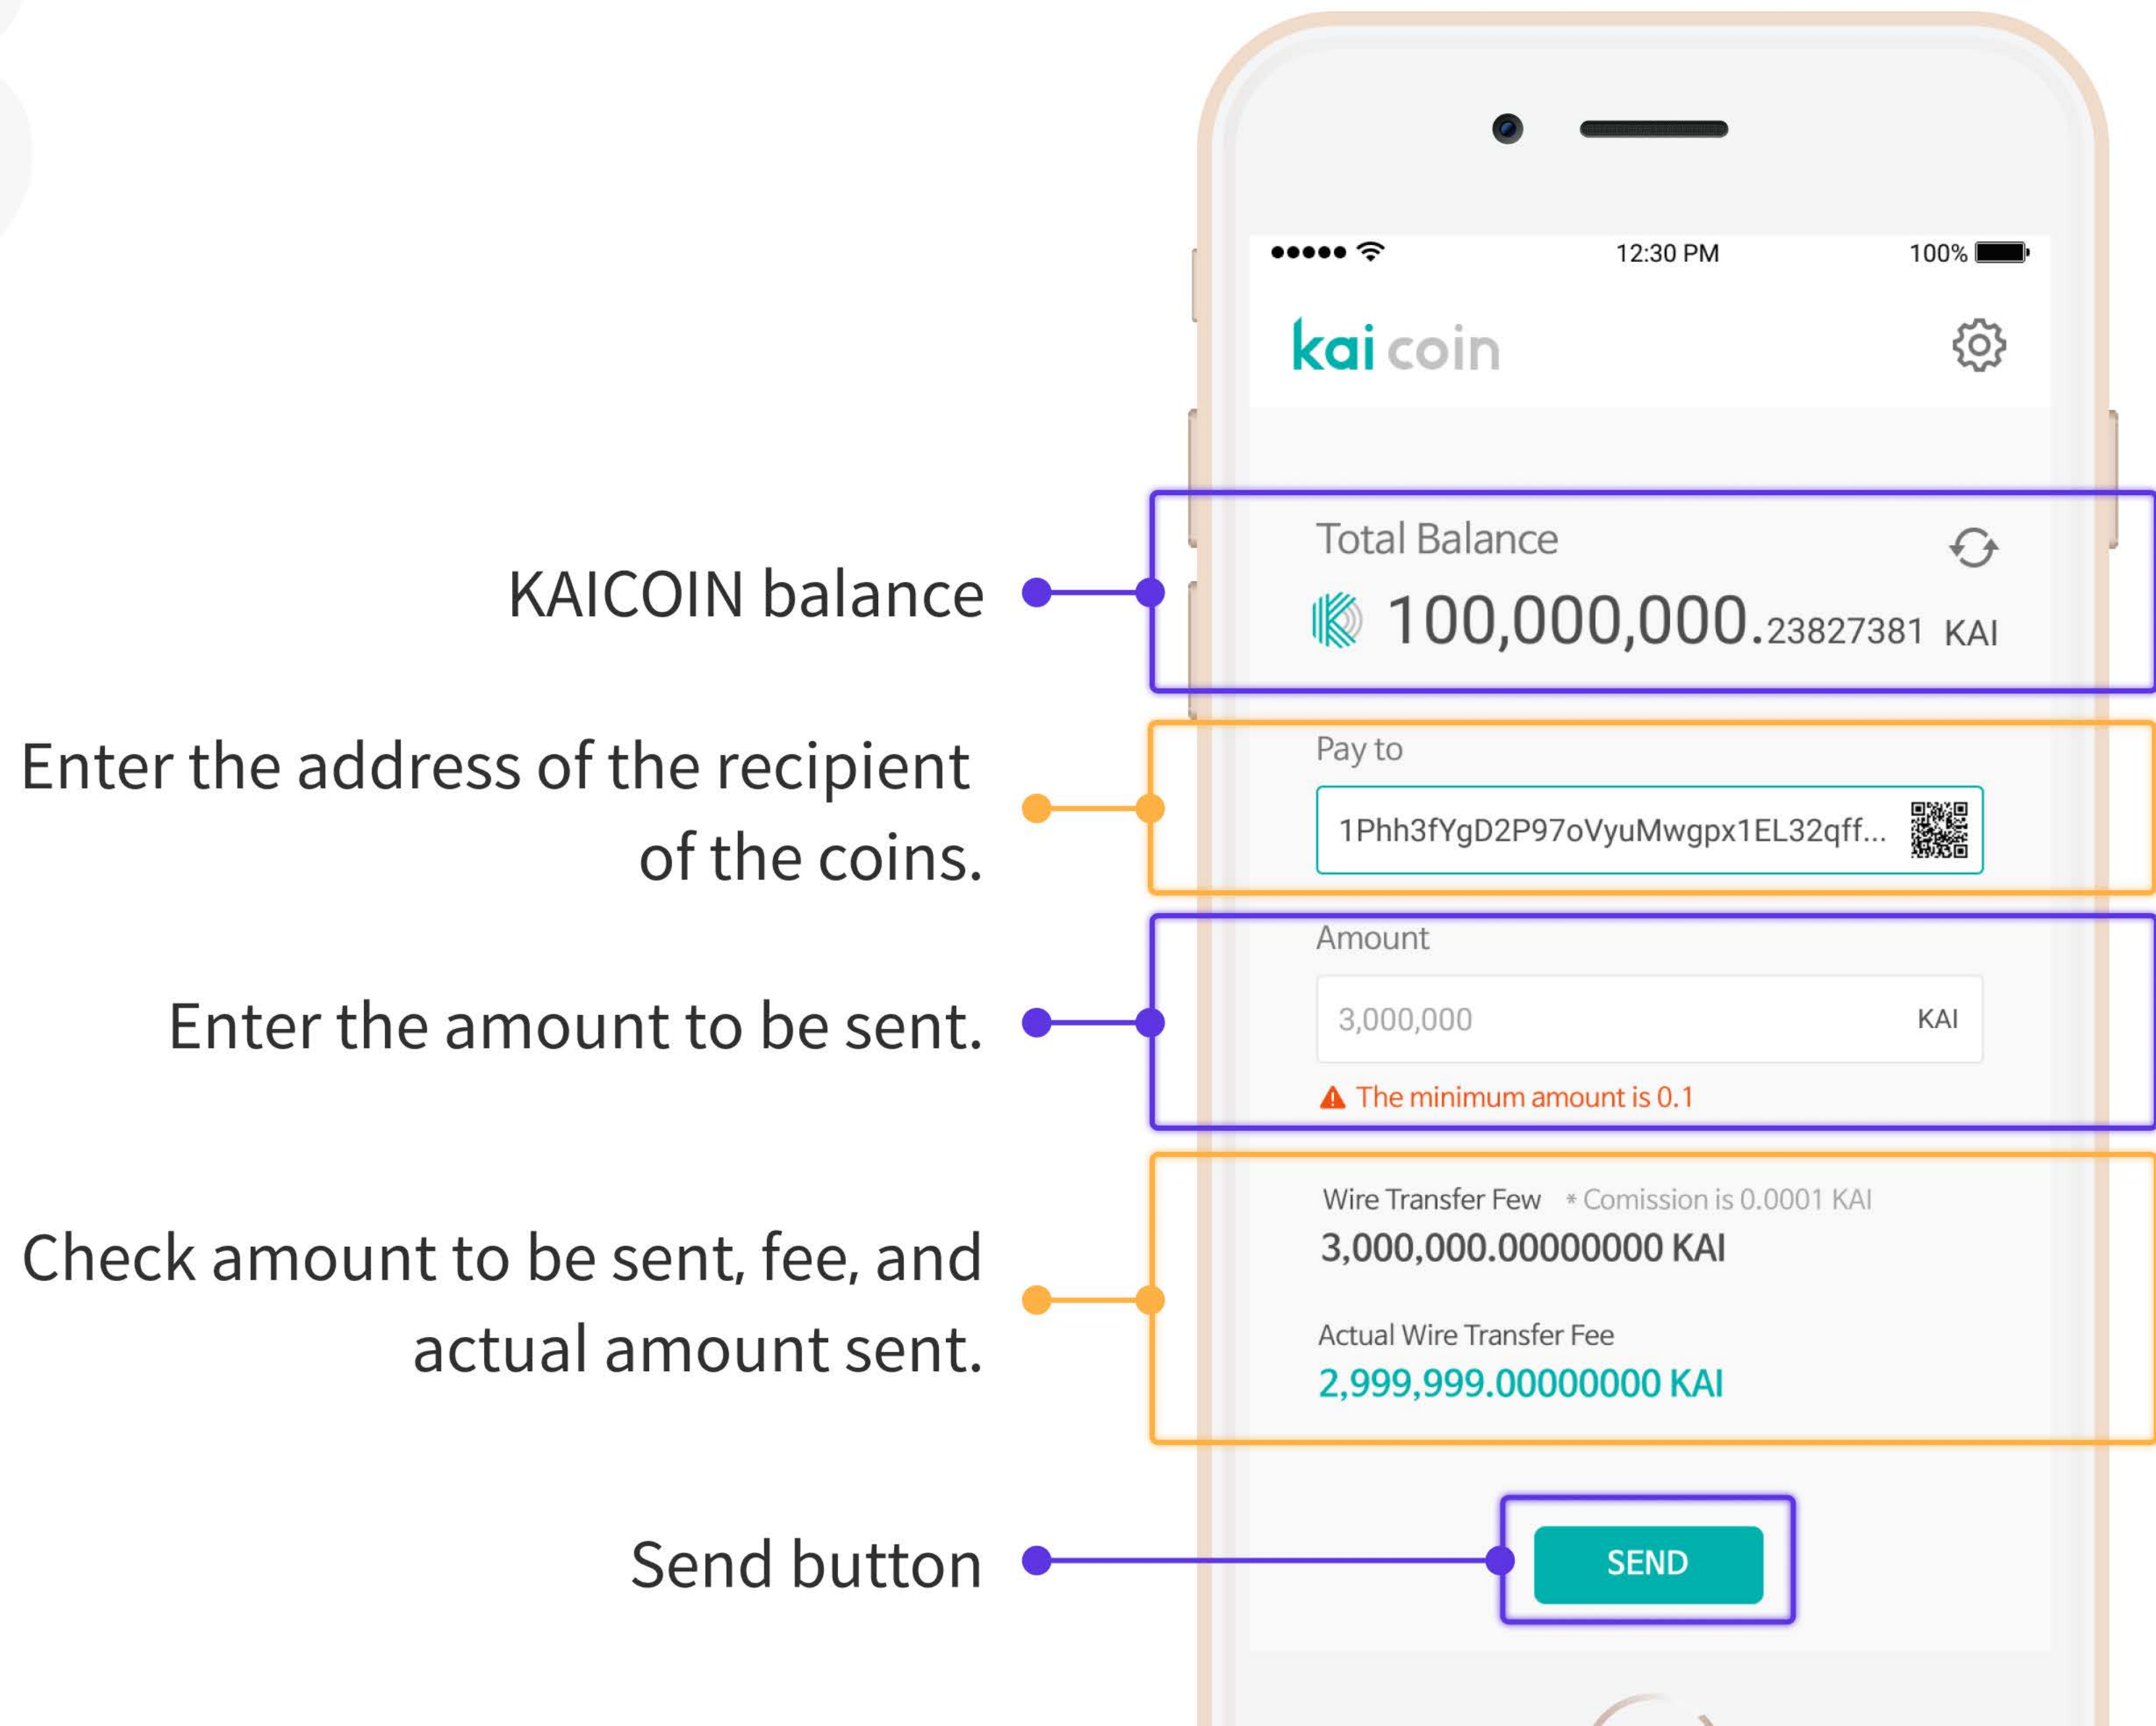 12:30 PM
100%
kai coin
KAICOIN balance
Total Balance
100,000,000.23827381 KAI
Enter the address of the recipient
of the coins.
Pay to
1Phh3fYgD2P97oVyuMwgpx1EL32qff...
Enter the amount to be sent.
Amount
3,000,000 KAI
The minimum amount is 0.1
Check amount to be sent, fee, and
actual amount sent.
Wire Transfer Few * Comission is 0.0001 KAI
3,000,000.00000000 KAI
Actual Wire Transfer Fee
2,999,999.00000000 KAI
Send button
SEND